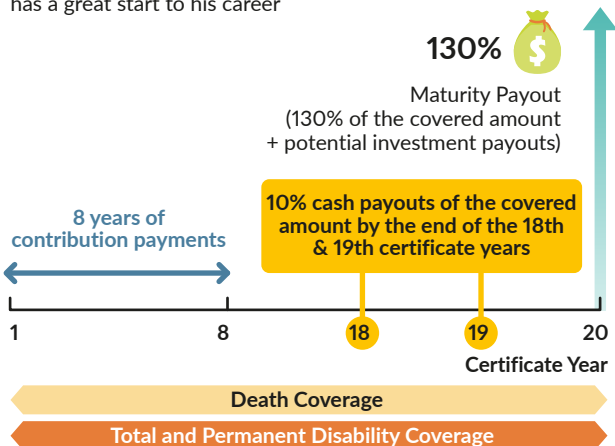 has a great start to his career
130%
$
Maturity Payout
(130% of the covered amount
+ potential investment payouts)
10% cash payouts of the covered
amount by the end of the 18th
& 19th certificate years
8 years of
contribution payments
1 8 18 19 20
Certificate Year
Death Coverage
Total and Permanent Disability Coverage